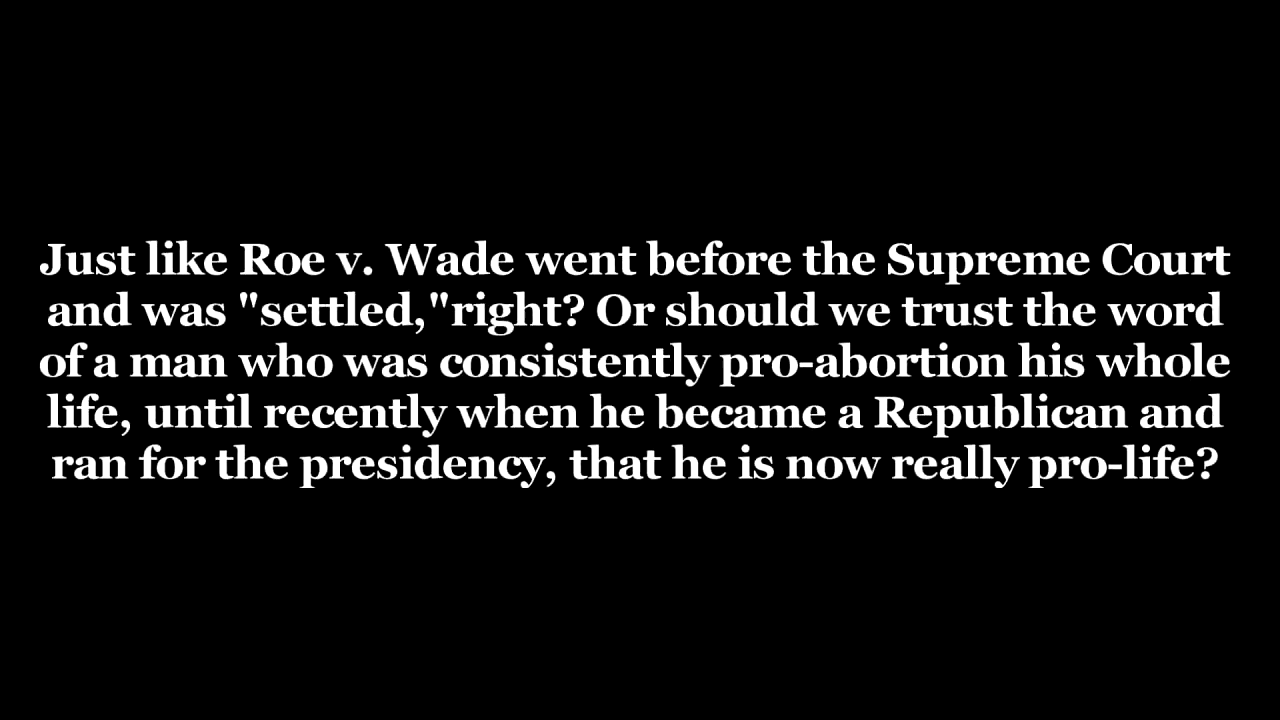 Just like Roe v. Wade went before the Supreme Court
and was "settled,"right? Or should we trust the word
of a man who was consistently pro-abortion his whole
life, until recently when he became a Republican and
ran for the presidency, that he is now really pro-life?